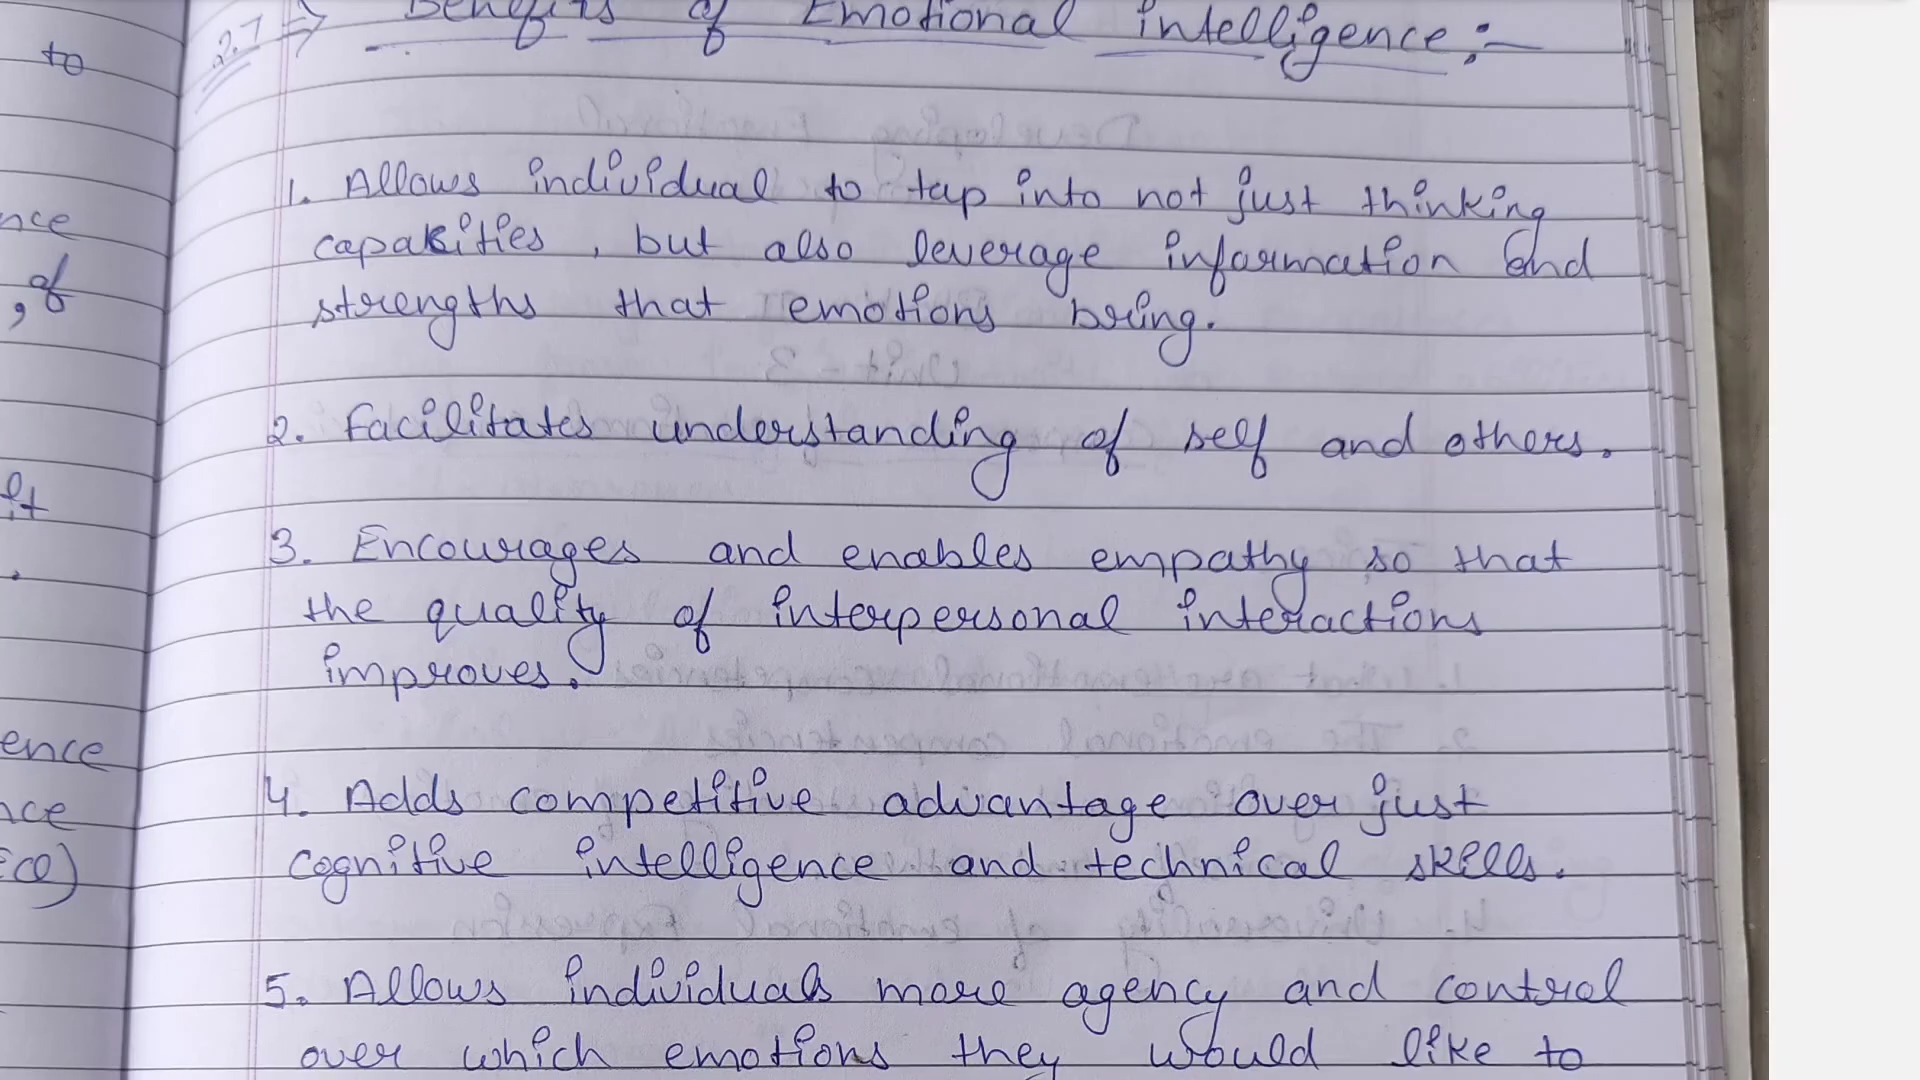 to
nce
, of
it
.
ence
nce
2.7 ⇒ Benefits of Emotional intelligence :-
1. Allows individual to tap into not just thinking
capakities , but also leverage information and
strengths that emotions bring.
2. Facilitates understanding of self and others.
3. Encourages and enables empathy so that
the quality of interpersonal interactions
improves.
4. Adds competitive advantage over just
cognitive intelligence and technical skills.
5. Allows individuals more agency and control
over which emotions they would like to